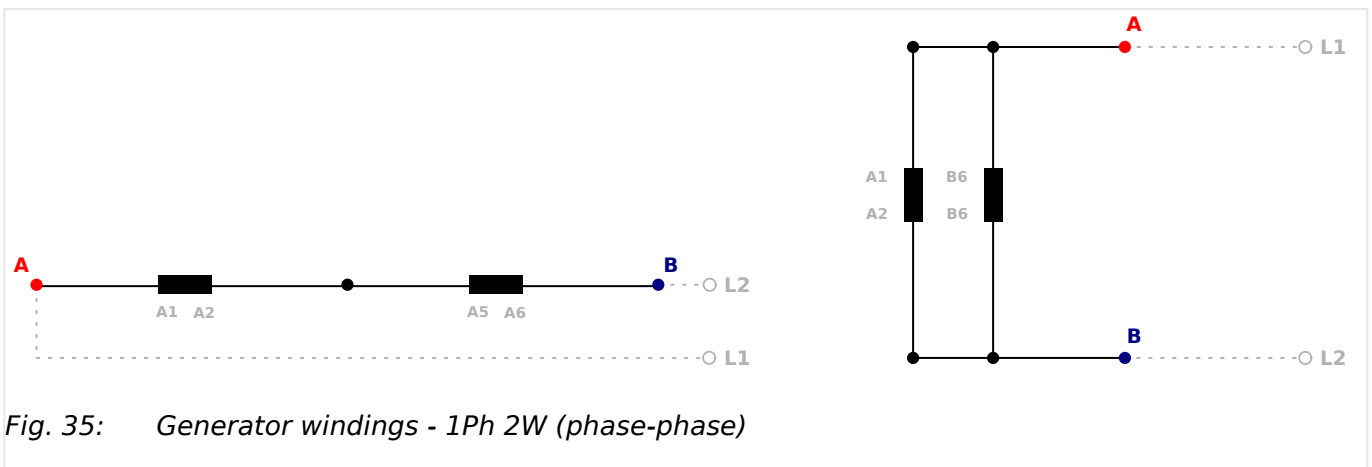 A
B
L2
A1 A2
A5 A6
L1
A
L1
A1 B6
A2 B6
B
L2
Fig. 35: Generator windings - 1Ph 2W (phase-phase)